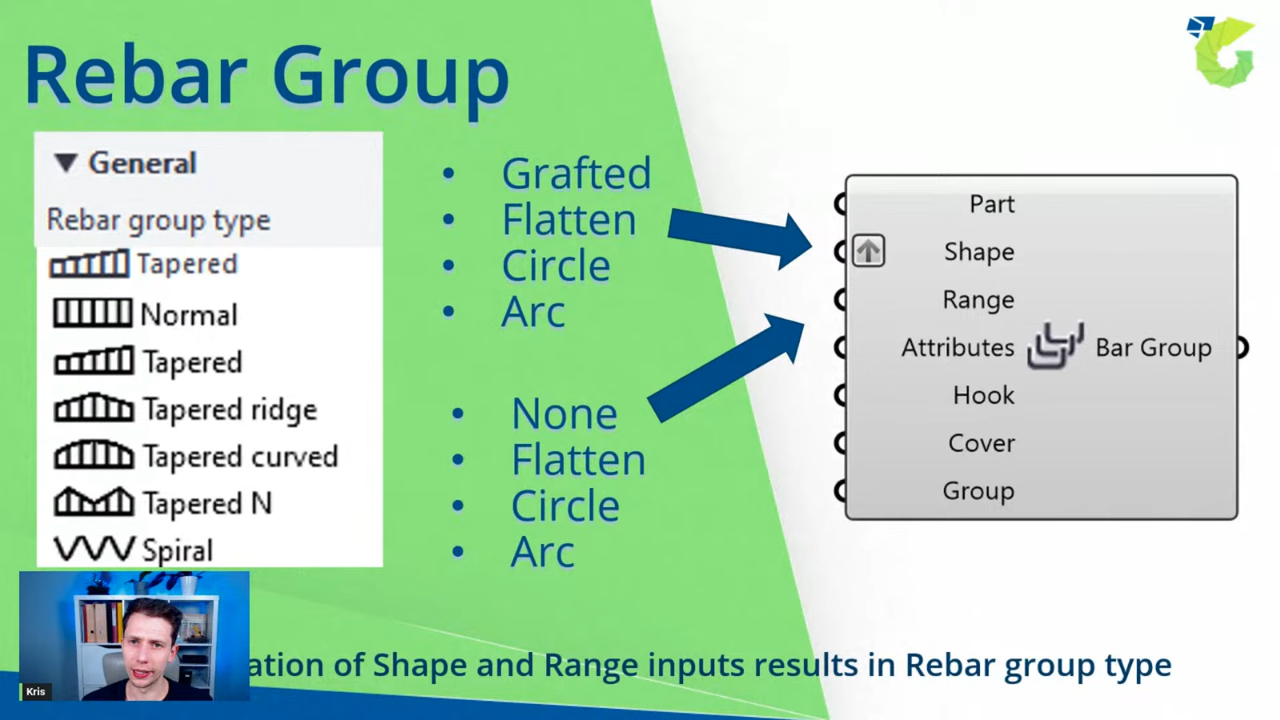 Rebar Group
General
Rebar group type
Tapered
Normal
Tapered
Tapered ridge
Tapered curved
Tapered N
Spiral
• Grafted
• Flatten
• Circle
• Arc
• None
• Flatten
• Circle
• Arc
Part
Shape
Range
Attributes
Bar Group
Hook
Cover
Group
of Shape and Range inputs results in Rebar group type
Kris